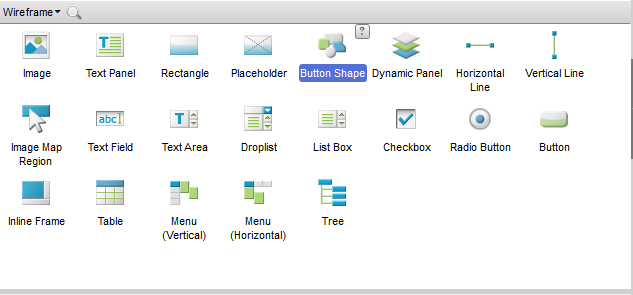 Wireframe
?
Image Text Panel Rectangle Placeholder Button Shape Dynamic Panel Horizontal Line Vertical Line
T
abc
T
Image Map Region Text Field Text Area Droplist List Box Checkbox Radio Button Button
Inline Frame Table Menu (Vertical) Menu (Horizontal) Tree